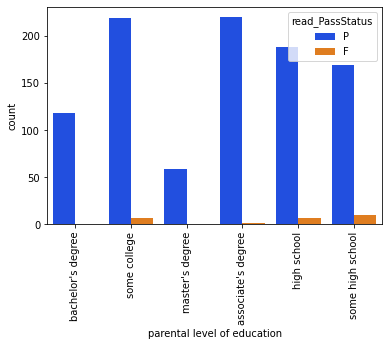 read_PassStatus
P
F
200
150
100
50
0
count
bachelor's degree
some college
master's degree
associate's degree
high school
some high school
parental level of education